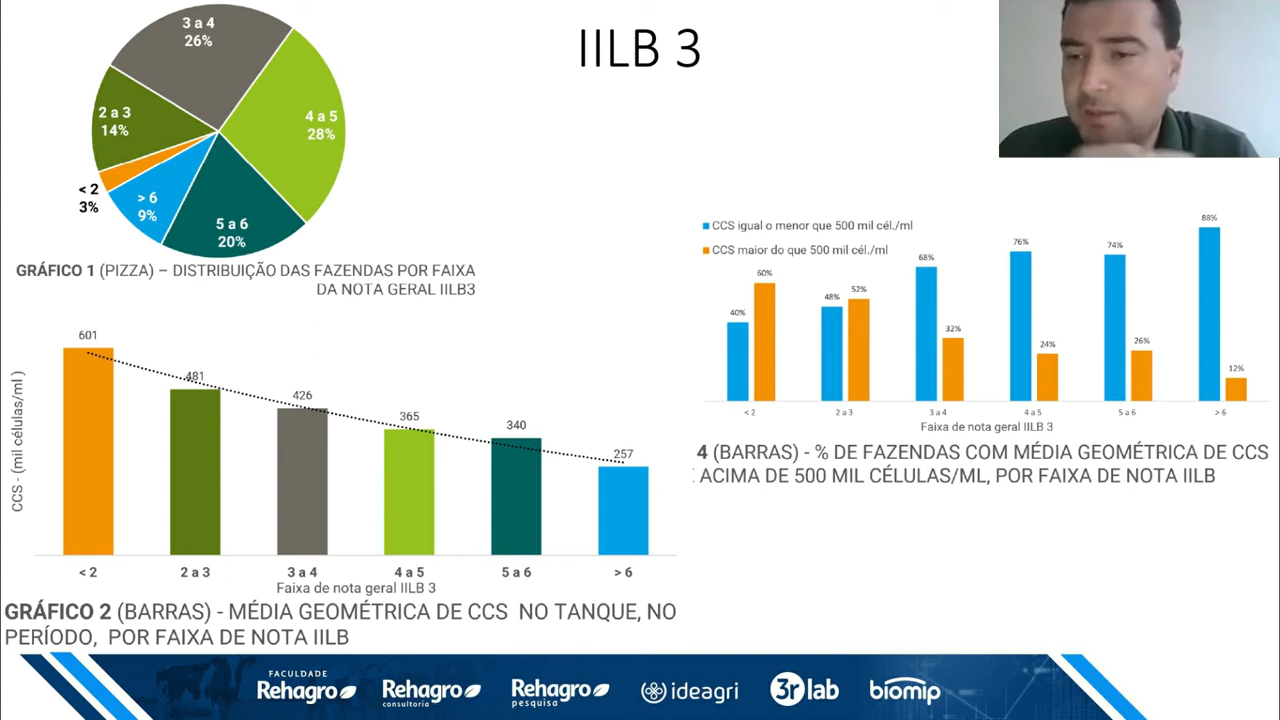 IILB 3
3 a 4
26%
4 a 5
28%
2 a 3
14%
< 2
3%
> 6
9%
5 a 6
20%
GRÁFICO 1 (PIZZA) – DISTRIBUIÇÃO DAS FAZENDAS POR FAIXA
DA NOTA GERAL IILB3
CCS igual o menor que 500 mil cél./ml
CCS maior do que 500 mil cél./ml
40% 60% 48% 52% 68% 32% 76% 24% 74% 26% 88% 12%
< 2 2 a 3 3 a 4 4 a 5 5 a 6 > 6
Faixa de nota geral IILB 3
4 (BARRAS) - % DE FAZENDAS COM MÉDIA GEOMÉTRICA DE CCS
ACIMA DE 500 MIL CÉLULAS/ML, POR FAIXA DE NOTA IILB
CCS - (mil células/ml )
601 481 426 365 340 257
< 2 2 a 3 3 a 4 4 a 5 5 a 6 > 6
Faixa de nota geral IILB 3
GRÁFICO 2 (BARRAS) - MÉDIA GEOMÉTRICA DE CCS NO TANQUE, NO
PERÍODO, POR FAIXA DE NOTA IILB
FACULDADE
Rehagro
Rehagro
consultoria
Rehagro
pesquisa
ideagri
3rlab
biomip